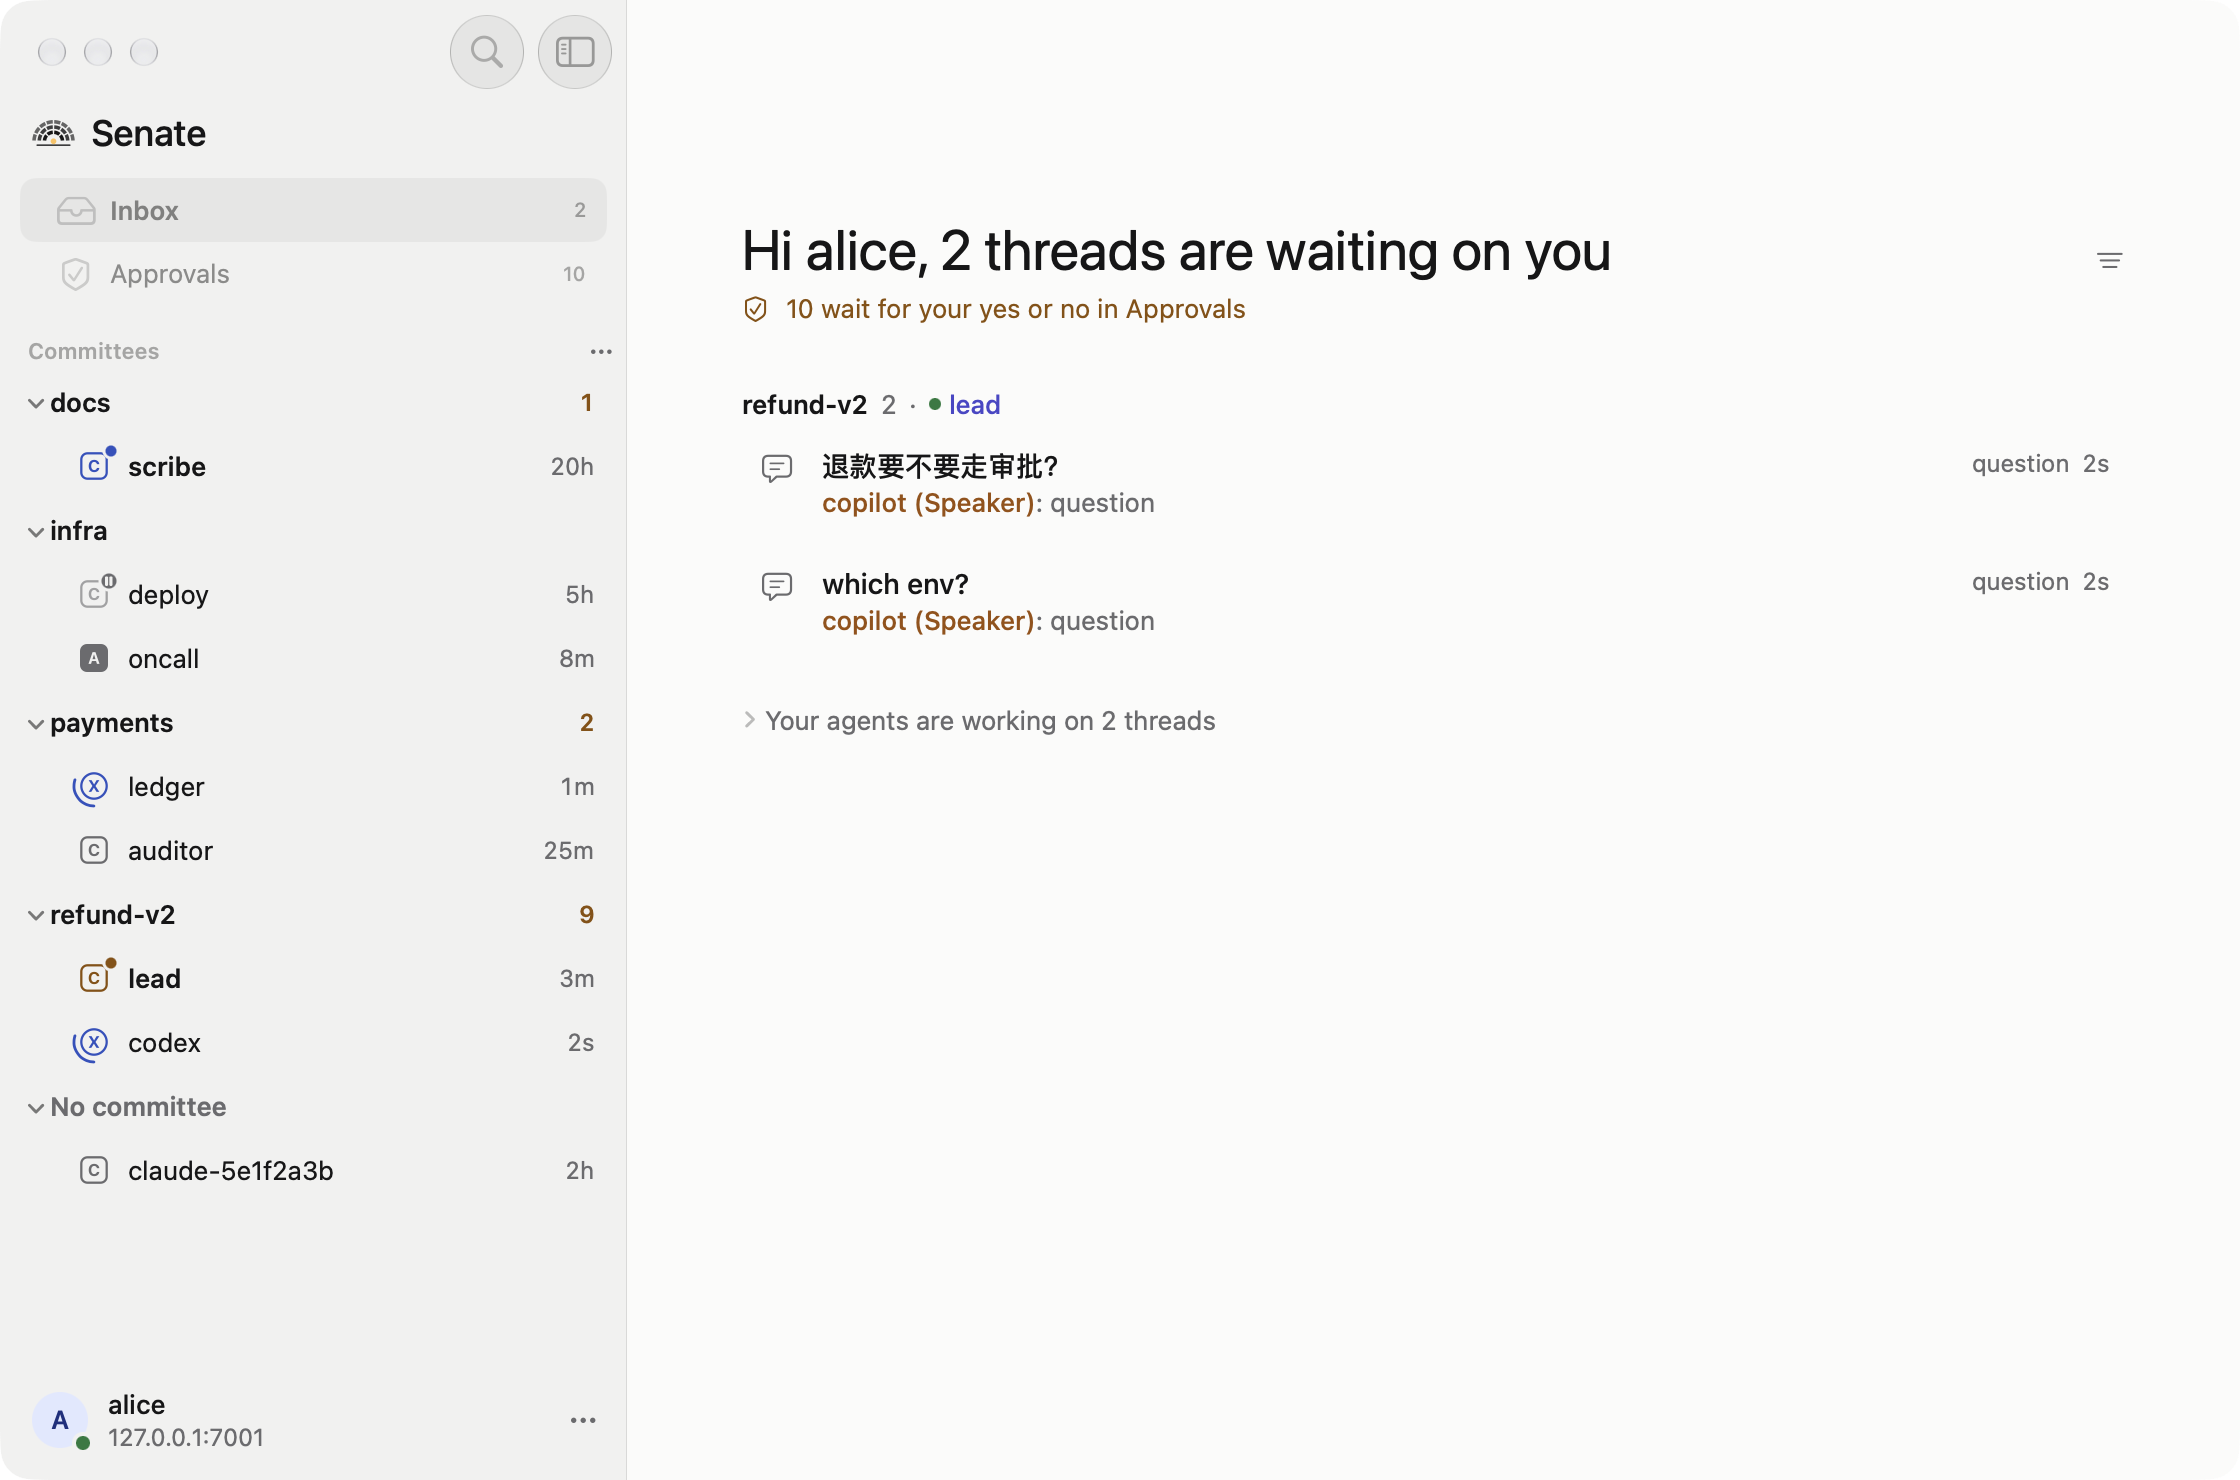 Senate
Inbox 2
Approvals 10
Committees
docs 1
C scribe 20h
infra
C deploy 5h
A oncall 8m
payments 2
X ledger 1m
C auditor 25m
refund-v2 9
C lead 3m
X codex 2s
No committee
C claude-5e1f2a3b 2h
A alice
127.0.0.1:7001
Hi alice, 2 threads are waiting on you
10 wait for your yes or no in Approvals
refund-v2 2 · lead
退款要不要走审批? question 2s
copilot (Speaker): question
which env? question 2s
copilot (Speaker): question
Your agents are working on 2 threads